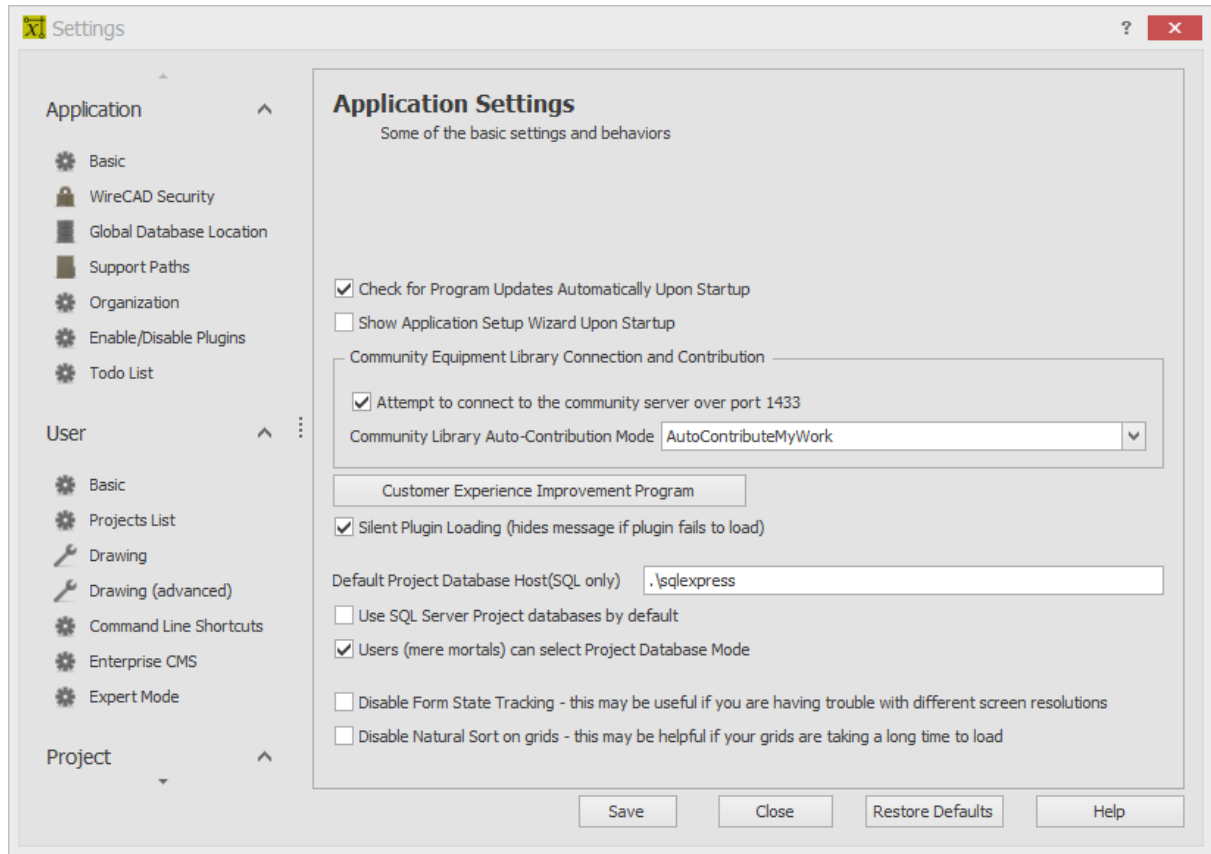 Settings
?
Application
Basic
WireCAD Security
Global Database Location
Support Paths
Organization
Enable/Disable Plugins
Todo List
User
Basic
Projects List
Drawing
Drawing (advanced)
Command Line Shortcuts
Enterprise CMS
Expert Mode
Project
Application Settings
Some of the basic settings and behaviors
Check for Program Updates Automatically Upon Startup
Show Application Setup Wizard Upon Startup
Community Equipment Library Connection and Contribution
Attempt to connect to the community server over port 1433
Community Library Auto-Contribution Mode AutoContributeMyWork
Customer Experience Improvement Program
Silent Plugin Loading (hides message if plugin fails to load)
Default Project Database Host(SQL only) .\sqlexpress
Use SQL Server Project databases by default
Users (mere mortals) can select Project Database Mode
Disable Form State Tracking - this may be useful if you are having trouble with different screen resolutions
Disable Natural Sort on grids - this may be helpful if your grids are taking a long time to load
Save Close Restore Defaults Help